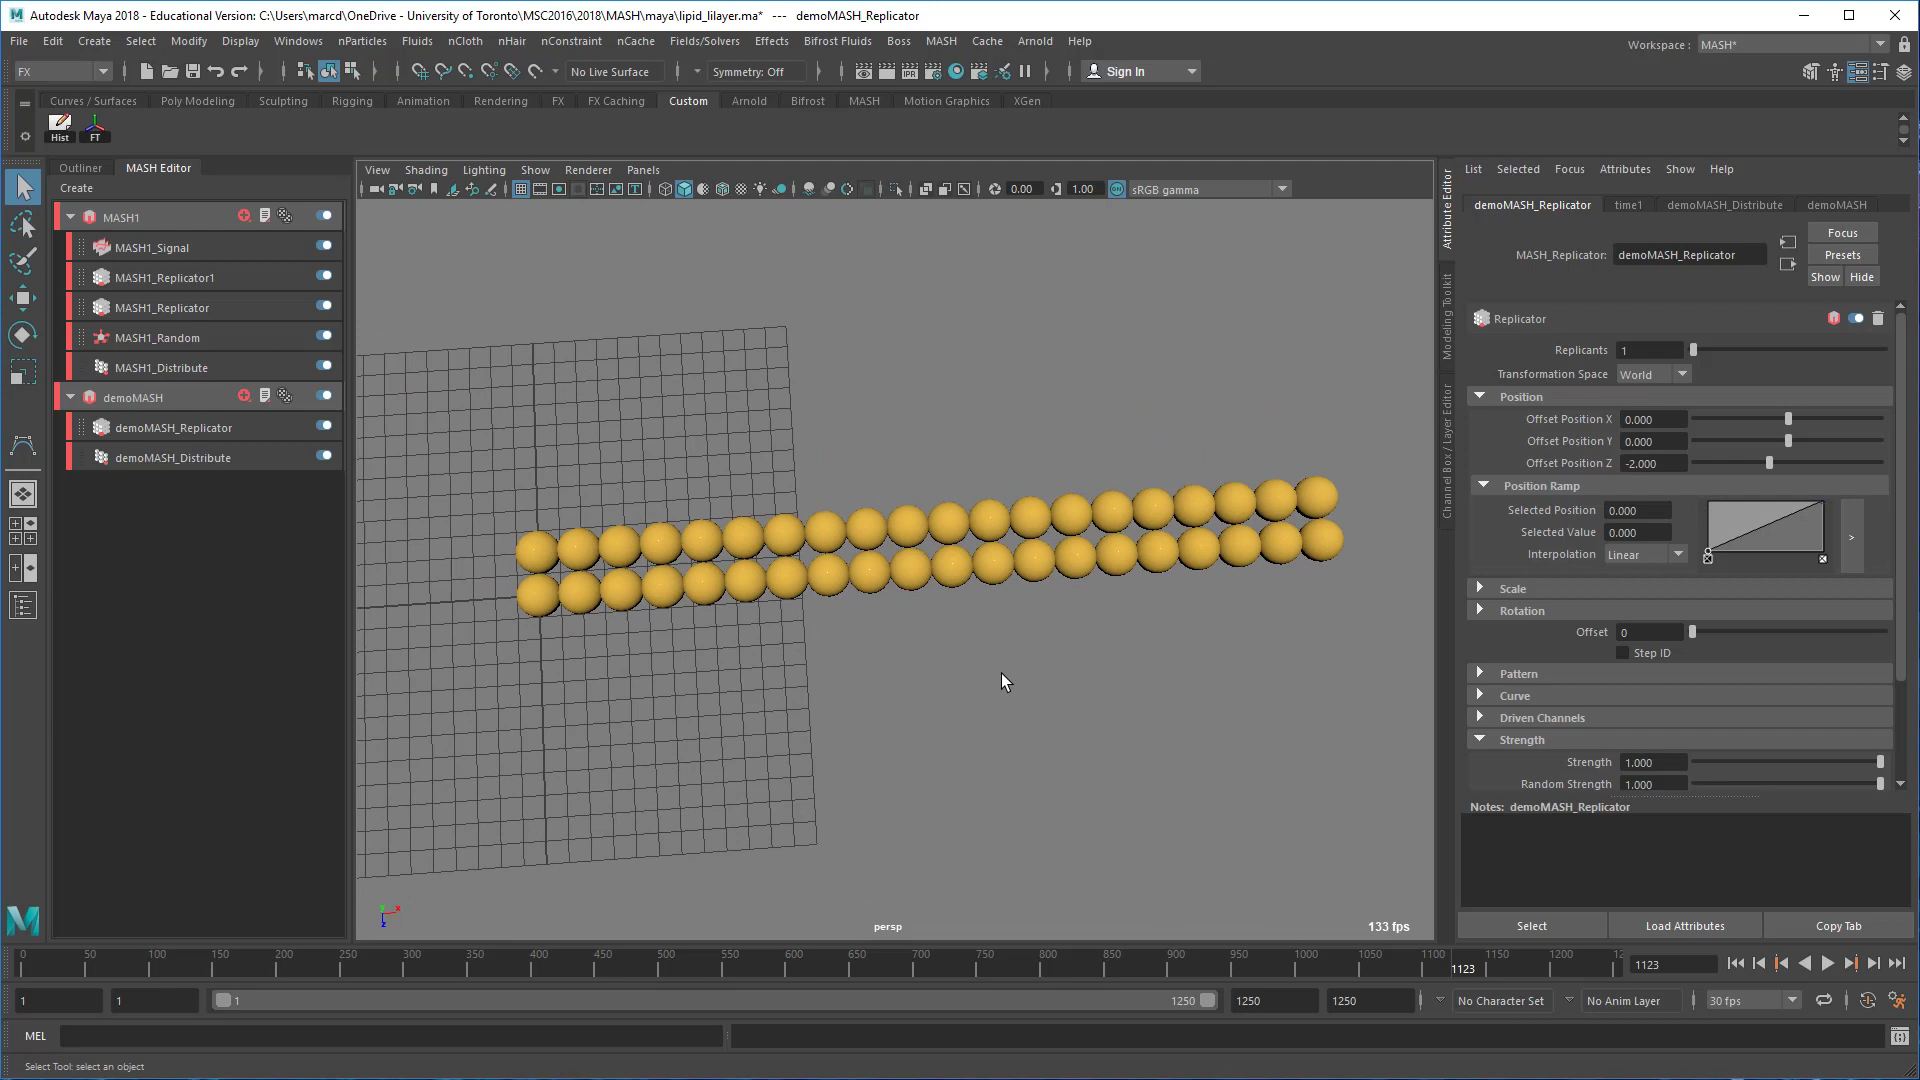 Autodesk Maya 2018 - Educational Version: C:\Users\marcd\OneDrive - University of Toronto\MSC2016\2018\MASH\maya\lipid_lilayer.ma*   ---   demoMASH_Replicator
File Edit Create Select Modify Display Windows nParticles Fluids nCloth nHair nConstraint nCache Fields/Solvers Effects Bifrost Fluids Boss MASH Cache Arnold Help
Workspace : MASH*
FX
No Live Surface
Symmetry: Off
IPR
Sign In
Curves / Surfaces Poly Modeling Sculpting Rigging Animation Rendering FX FX Caching Custom Arnold Bifrost MASH Motion Graphics XGen
Hist FT
Outliner MASH Editor
Create
MASH1
MASH1_Signal
MASH1_Replicator1
MASH1_Replicator
MASH1_Random
MASH1_Distribute
demoMASH
demoMASH_Replicator
demoMASH_Distribute
View Shading Lighting Show Renderer Panels
0.00 1.00 sRGB gamma
y x z
persp
133 fps
Attribute Editor
Modeling Toolkit
Channel Box / Layer Editor
List Selected Focus Attributes Show Help
demoMASH_Replicator time1 demoMASH_Distribute demoMASH
MASH_Replicator: demoMASH_Replicator
Focus
Presets
Show Hide
Replicator
Replicants 1
Transformation Space World
Position
Offset Position X 0.000
Offset Position Y 0.000
Offset Position Z -2.000
Position Ramp
Selected Position 0.000
Selected Value 0.000
Interpolation Linear
>
Scale
Rotation
Offset 0
Step ID
Pattern
Curve
Driven Channels
Strength
Strength 1.000
Random Strength 1.000
Notes: demoMASH_Replicator
Select Load Attributes Copy Tab
0 50 100 150 200 250 300 350 400 450 500 550 600 650 700 750 800 850 900 950 1000 1050 1100 1150 1200 12
1123
1123
1 1 1 1250 1250 1250
No Character Set
No Anim Layer
30 fps
MEL
Select Tool: select an object